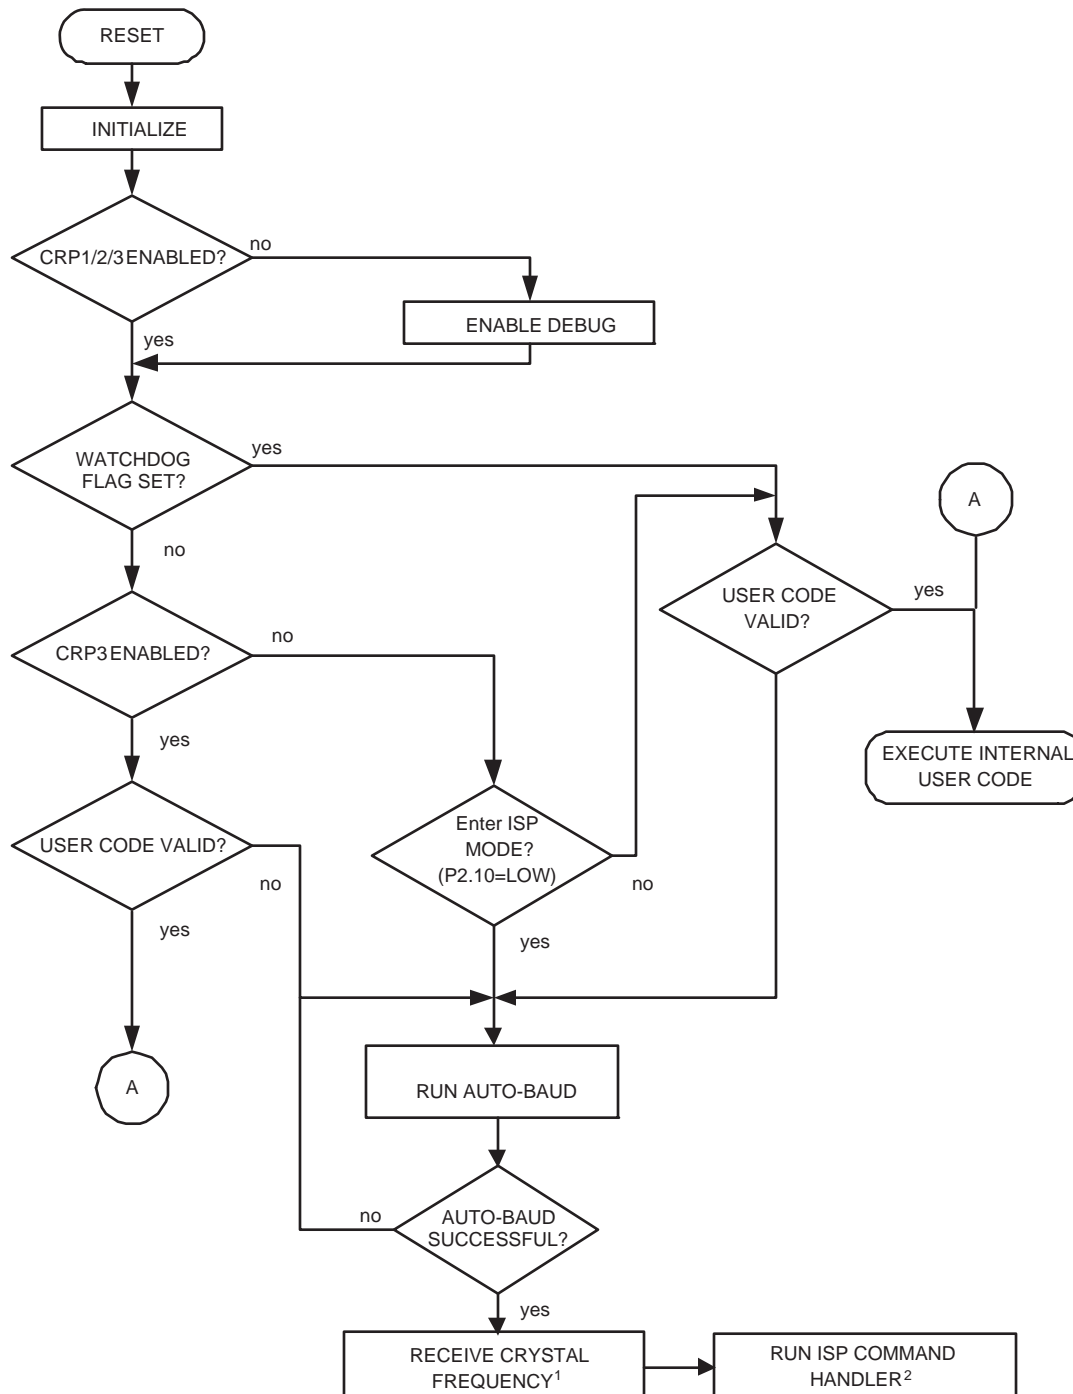 RESET
INITIALIZE
CRP1/2/3 ENABLED?
no
ENABLE DEBUG
yes
WATCHDOG
FLAG SET?
yes
A
no
USER CODE
VALID?
yes
CRP3 ENABLED?
no
yes
EXECUTE INTERNAL
USER CODE
USER CODE VALID?
no
Enter ISP
MODE?
(P2.10=LOW)
no
yes
yes
A
RUN AUTO-BAUD
AUTO-BAUD
SUCCESSFUL?
no
yes
RECEIVE CRYSTAL
FREQUENCY1
RUN ISP COMMAND
HANDLER2